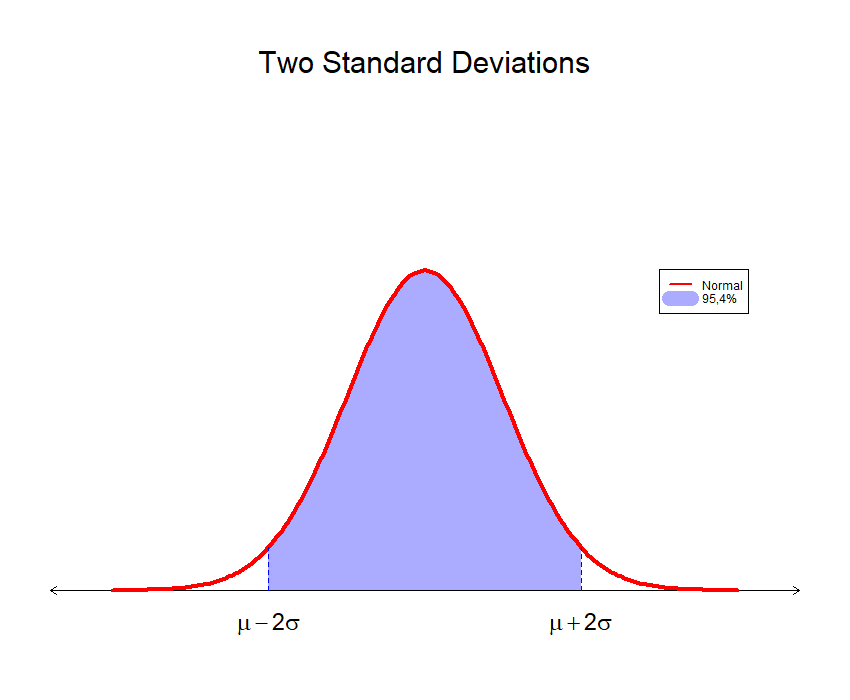 Two Standard Deviations
Normal
95,4%
μ − 2σ
μ + 2σ